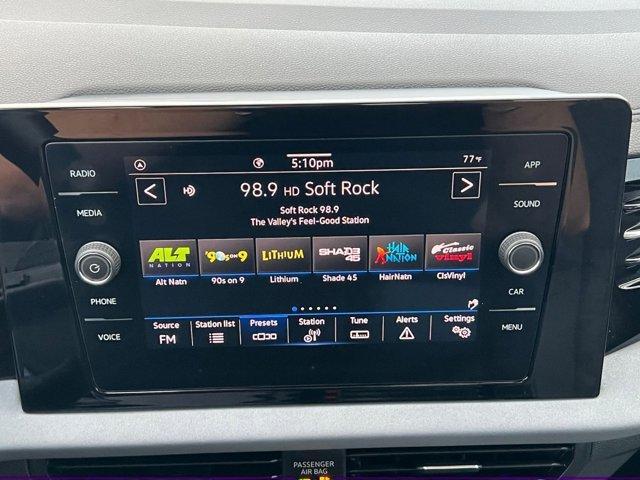 RADIO
MEDIA
PHONE
VOICE
5:10pm
77°F
98.9 HD Soft Rock
Soft Rock 98.9
The Valley's Feel-Good Station
ALT NATION
'90s ON 9
LITHIUM
SHADE 45
HAIR NATION
Classic vinyl
Alt Natn
90s on 9
Lithium
Shade 45
HairNatn
ClsVinyl
Source
FM
Station list
Presets
Station
Tune
Alerts
Settings
APP
SOUND
CAR
MENU
PASSENGER
AIR BAG